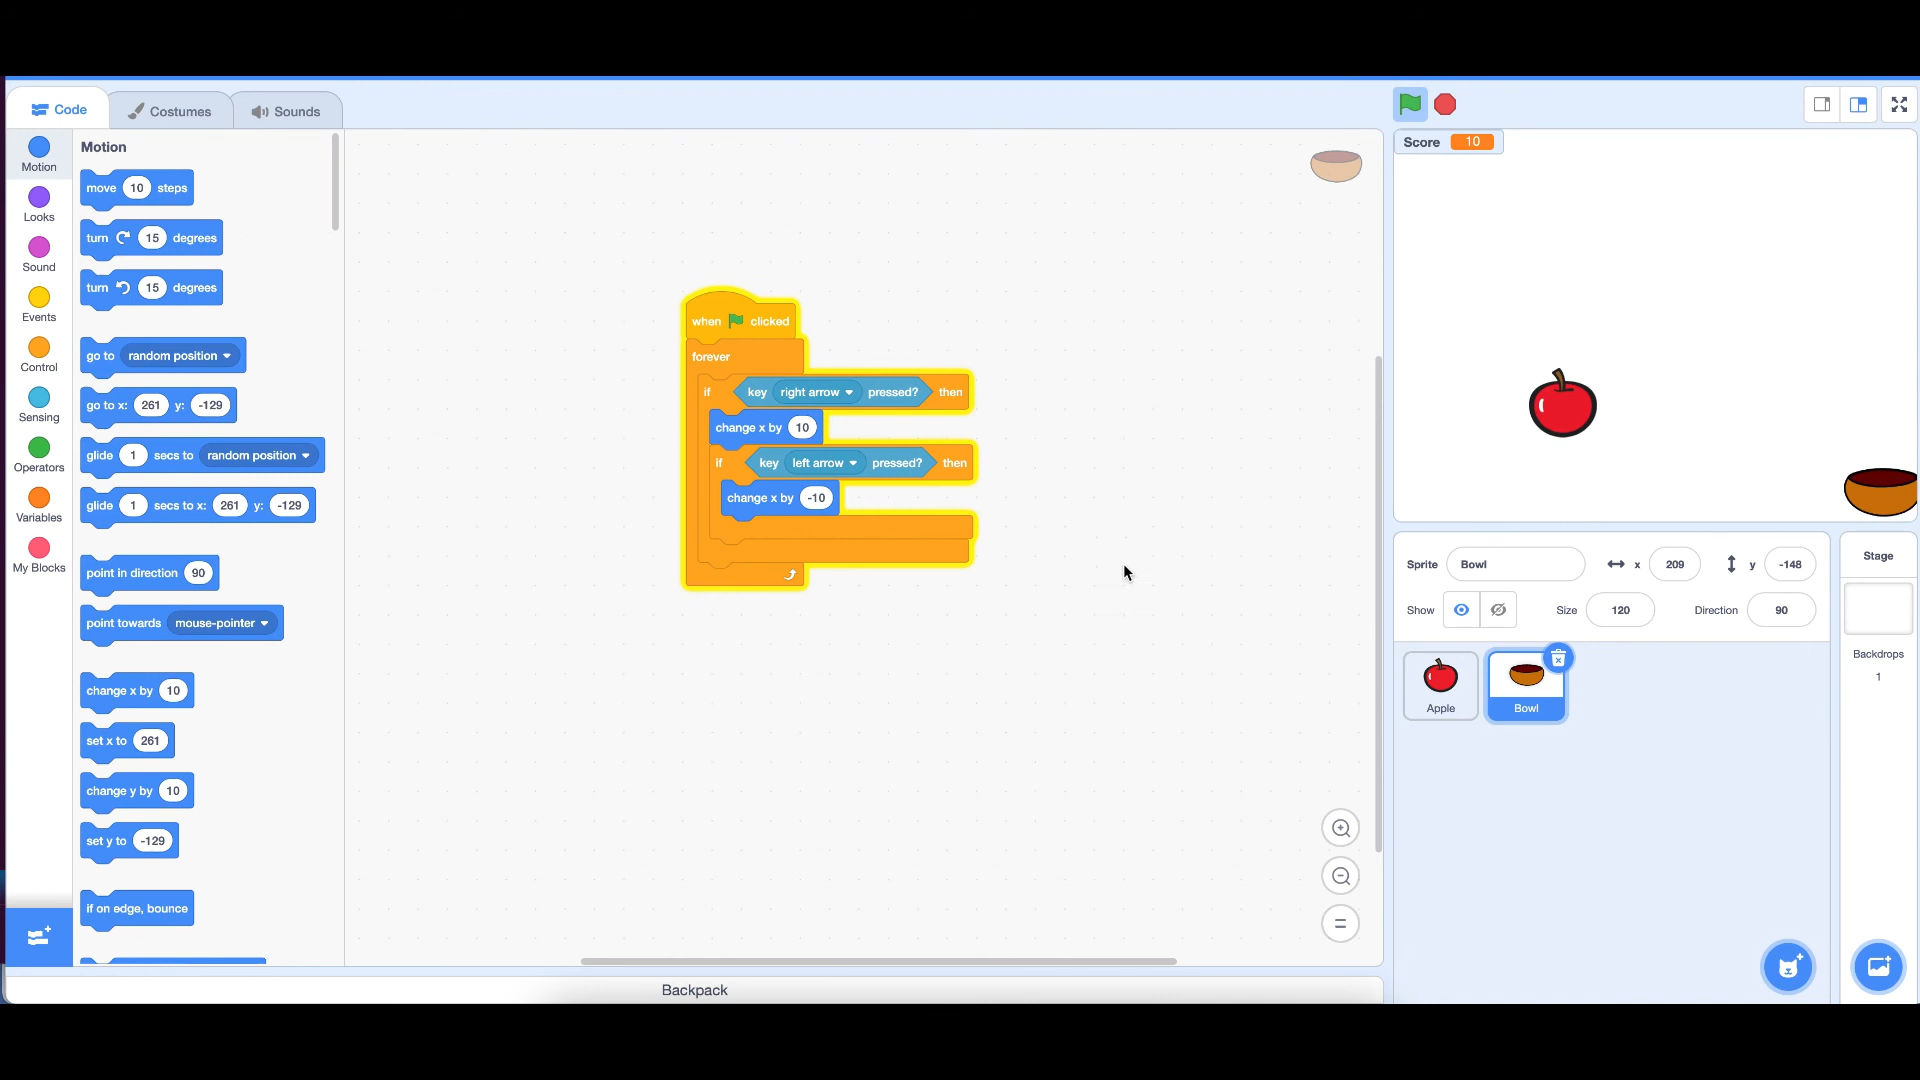 Code
Costumes
Sounds
Motion
Looks
Sound
Events
Control
Sensing
Operators
Variables
My Blocks
Motion
move 10 steps
turn 15 degrees
turn 15 degrees
go to random position
go to x: 261 y: -129
glide 1 secs to random position
glide 1 secs to x: 261 y: -129
point in direction 90
point towards mouse-pointer
change x by 10
set x to 261
change y by 10
set y to -129
if on edge, bounce
when clicked
forever
if key right arrow pressed? then
change x by 10
if key left arrow pressed? then
change x by -10
Backpack
Score 10
Sprite Bowl x 209 y -148
Show Size 120 Direction 90
Apple
Bowl
Stage
Backdrops
1